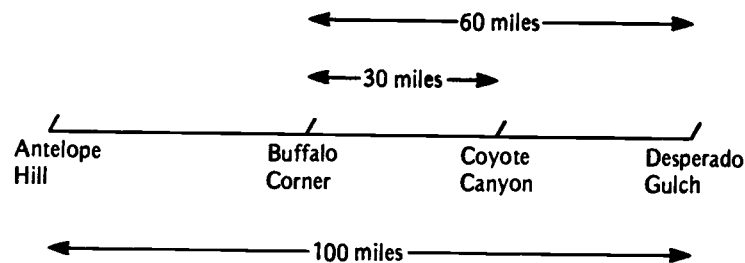 60 miles
30 miles
Antelope Hill
Buffalo Corner
Coyote Canyon
Desperado Gulch
100 miles